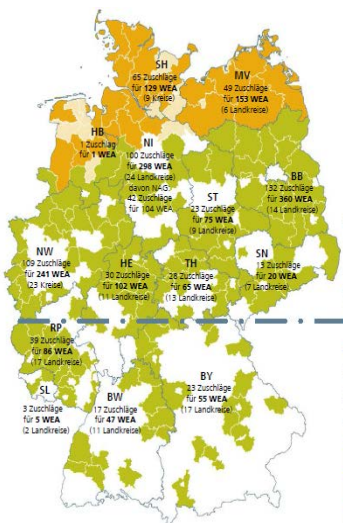 SH
65 Zuschläge
für 129 WEA
(9 Kreise)
MV
49 Zuschläge
für 153 WEA
(6 Landkreise)
HB
1 Zuschlag
für 1 WEA
NI
100 Zuschläge
für 298 WEA
(24 Landkreise)
davon NAG:
42 Zuschläge
für 104 WEA
BB
132 Zuschläge
für 360 WEA
(14 Landkreise)
ST
23 Zuschläge
für 75 WEA
(9 Landkreise)
NW
109 Zuschläge
für 241 WEA
(23 Kreise)
HE
30 Zuschläge
für 102 WEA
(11 Landkreise)
TH
28 Zuschläge
für 65 WEA
(13 Landkreise)
SN
15 Zuschläge
für 20 WEA
(7 Landkreise)
RP
39 Zuschläge
für 86 WEA
(17 Landkreise)
SL
3 Zuschläge
für 5 WEA
(2 Landkreise)
BW
17 Zuschläge
für 47 WEA
(11 Landkreise)
BY
23 Zuschläge
für 55 WEA
(17 Landkreise)